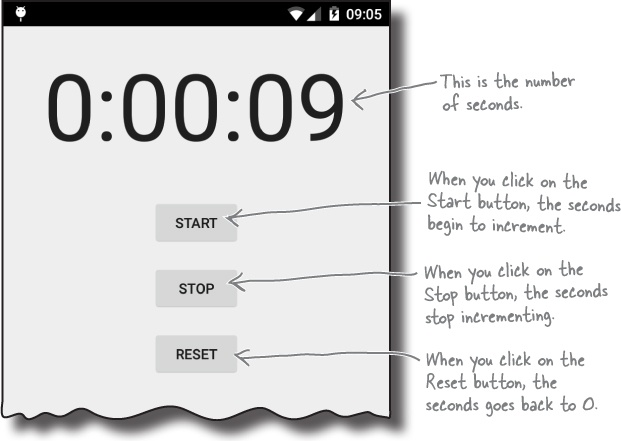 09:05
0:00:09
This is the number
of seconds.
When you click on the
Start button, the seconds
begin to increment.
START
When you click on the
Stop button, the seconds
stop incrementing.
STOP
When you click on the
Reset button, the
seconds goes back to 0.
RESET